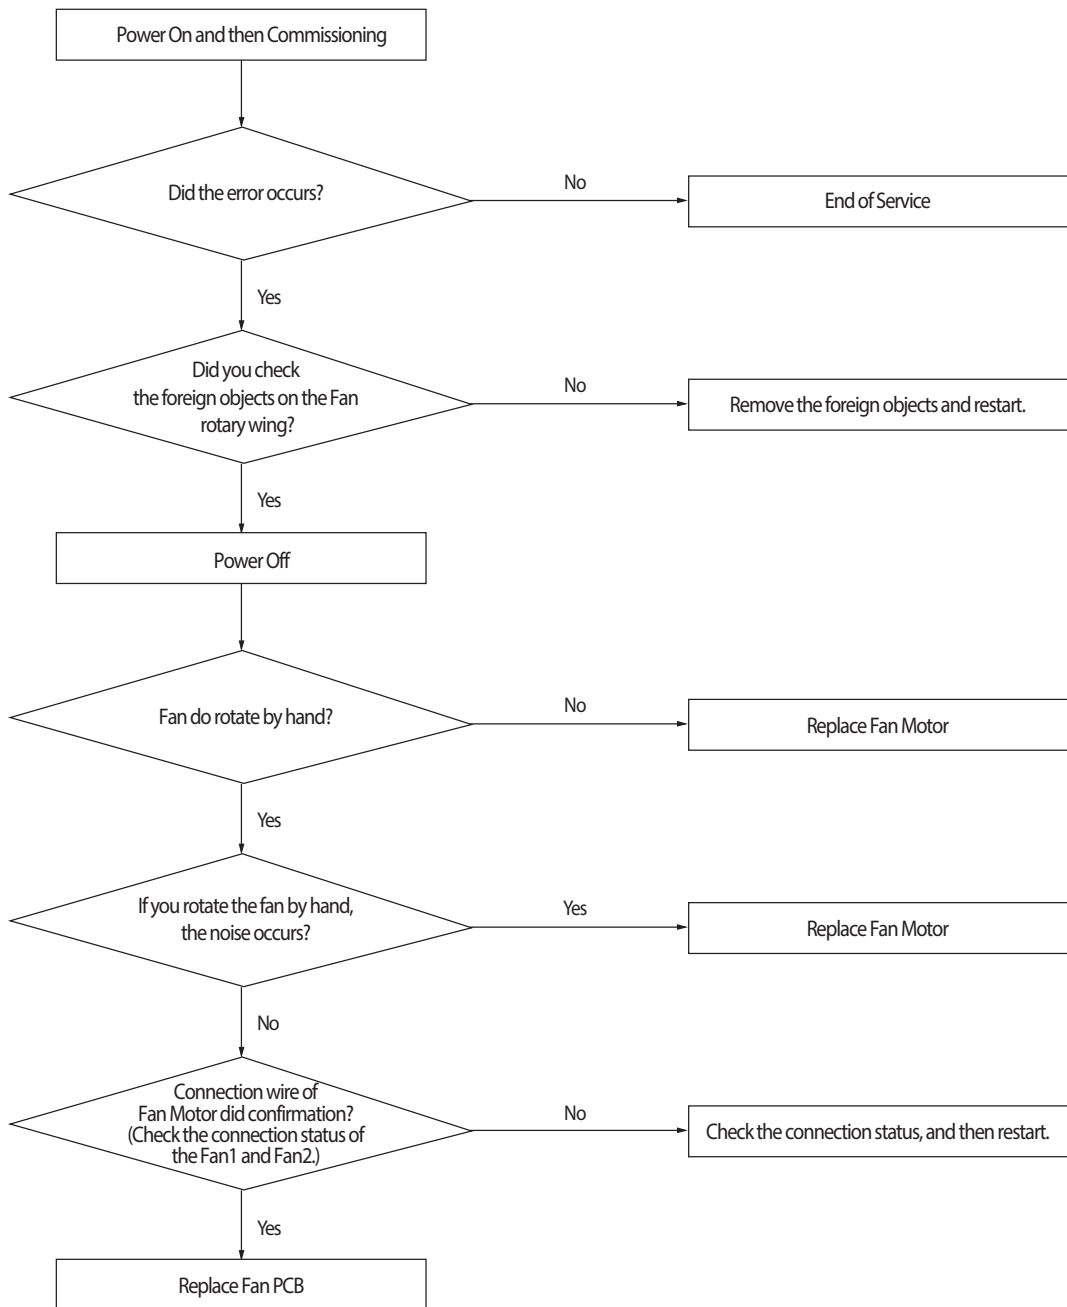 Power On and then Commissioning
Did the error occurs?
No
End of Service
Yes
Did you check
the foreign objects on the Fan
rotary wing?
No
Remove the foreign objects and restart.
Yes
Power Off
Fan do rotate by hand?
No
Replace Fan Motor
Yes
If you rotate the fan by hand,
the noise occurs?
Yes
Replace Fan Motor
No
Connection wire of
Fan Motor did confirmation?
(Check the connection status of
the Fan1 and Fan2.)
No
Check the connection status, and then restart.
Yes
Replace Fan PCB